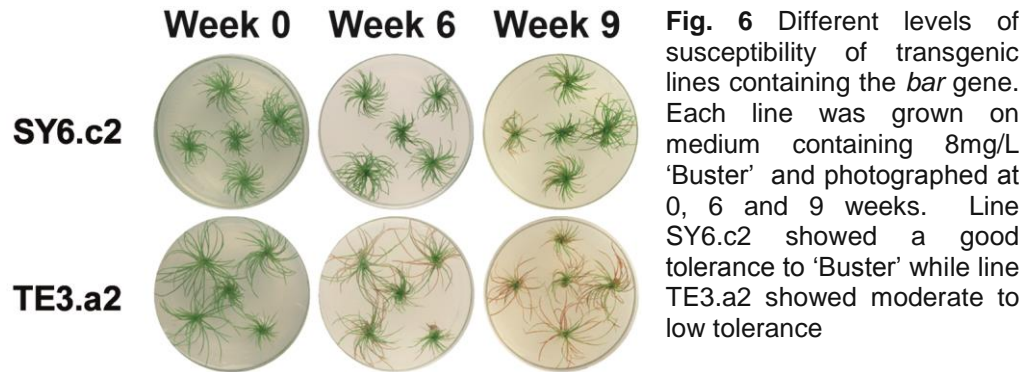 Week 0 Week 6 Week 9
SY6.c2
TE3.a2
Fig. 6 Different levels of
susceptibility of transgenic
lines containing the bar gene.
Each line was grown on
medium containing 8mg/L
‘Buster’ and photographed at
0, 6 and 9 weeks. Line
SY6.c2 showed a good
tolerance to ‘Buster’ while line
TE3.a2 showed moderate to
low tolerance